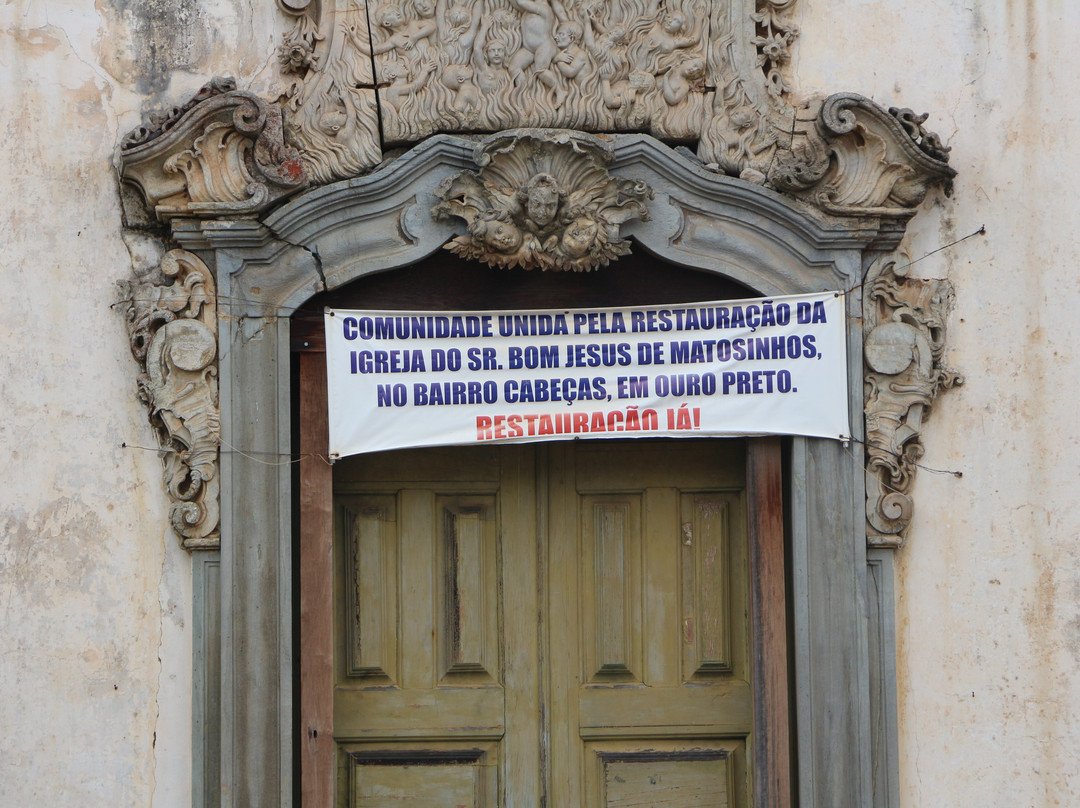 COMUNIDADE UNIDA PELA RESTAURAÇÃO DA
IGREJA DO SR. BOM JESUS DE MATOSINHOS,
NO BAIRRO CABEÇAS, EM OURO PRETO.
RESTAURAÇÃO JÁ!